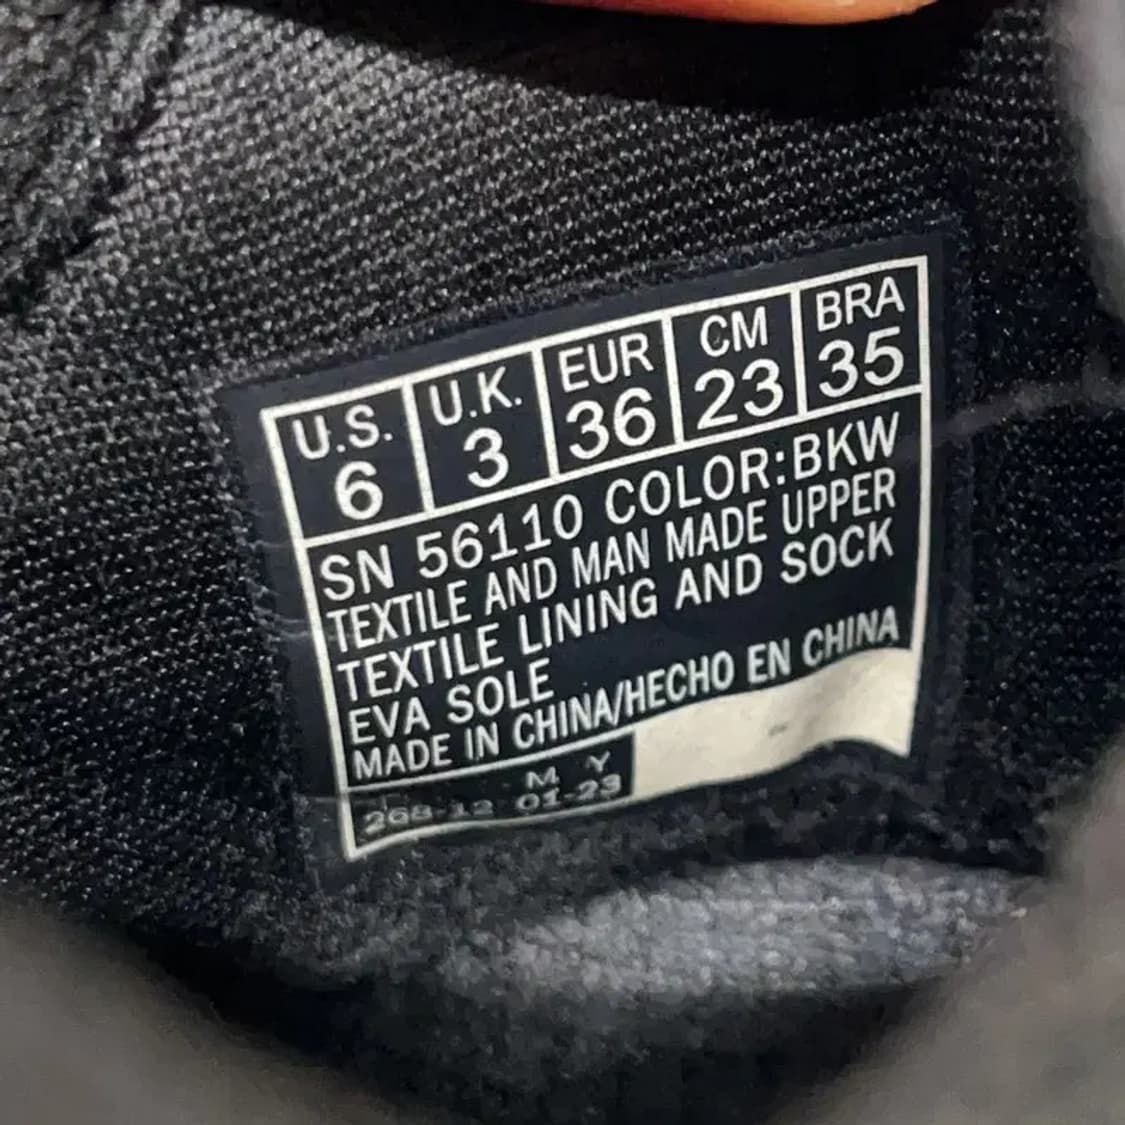 U.S. U.K. EUR CM BRA
6 3 36 23 35
SN 56110 COLOR:BKW
TEXTILE AND MAN MADE UPPER
TEXTILE LINING AND SOCK
EVA SOLE
MADE IN CHINA/HECHO EN CHINA
M Y
268-12 01-23